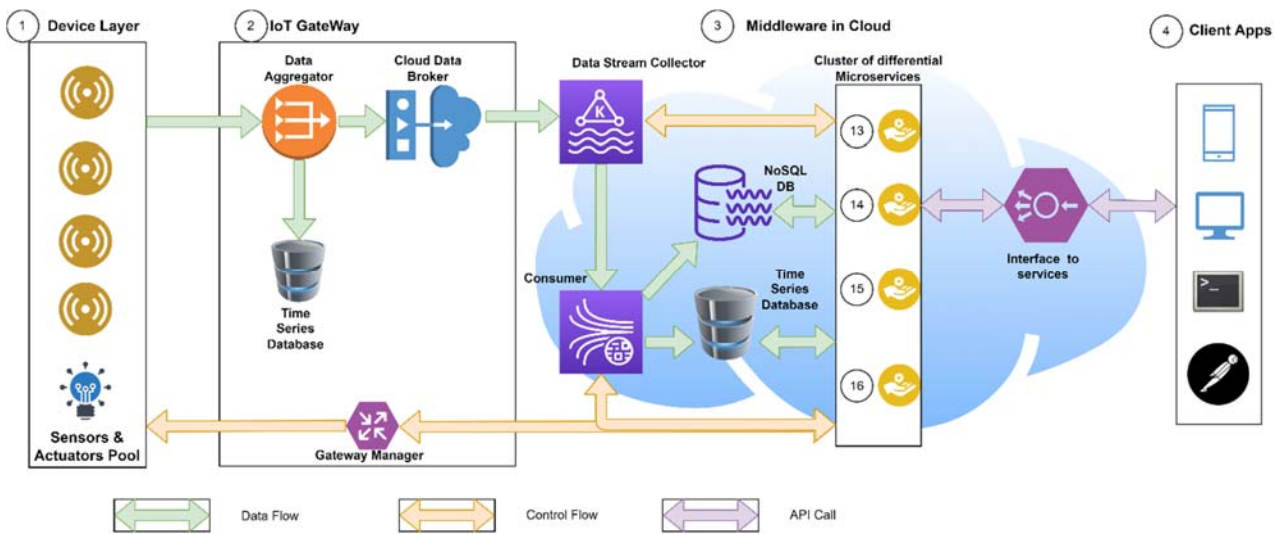 1 Device Layer
2 IoT GateWay
3 Middleware in Cloud
4 Client Apps
Data
Aggregator
Cloud Data
Broker
Data Stream Collector
Cluster of differential
Microservices
K
13
NoSQL
DB
14
Interface to
services
Consumer
Time
Series
Database
15
Time
Series
Database
>_
16
Sensors &
Actuators Pool
Gateway Manager
Data Flow
Control Flow
API Call